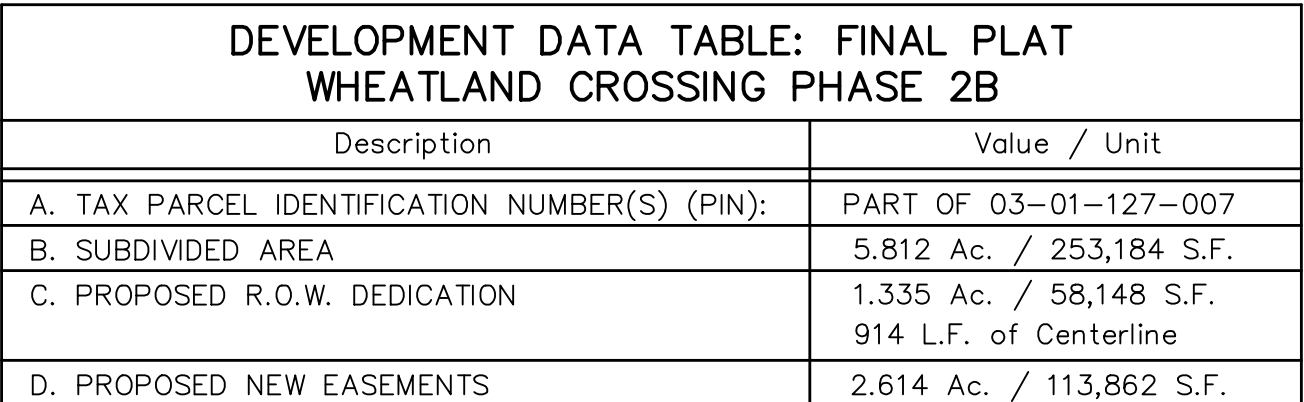 DEVELOPMENT DATA TABLE: FINAL PLAT
WHEATLAND CROSSING PHASE 2B
Description Value / Unit
A. TAX PARCEL IDENTIFICATION NUMBER(S) (PIN): PART OF 03-01-127-007
B. SUBDIVIDED AREA 5.812 Ac. / 253,184 S.F.
C. PROPOSED R.O.W. DEDICATION 1.335 Ac. / 58,148 S.F.
914 L.F. of Centerline
D. PROPOSED NEW EASEMENTS 2.614 Ac. / 113,862 S.F.